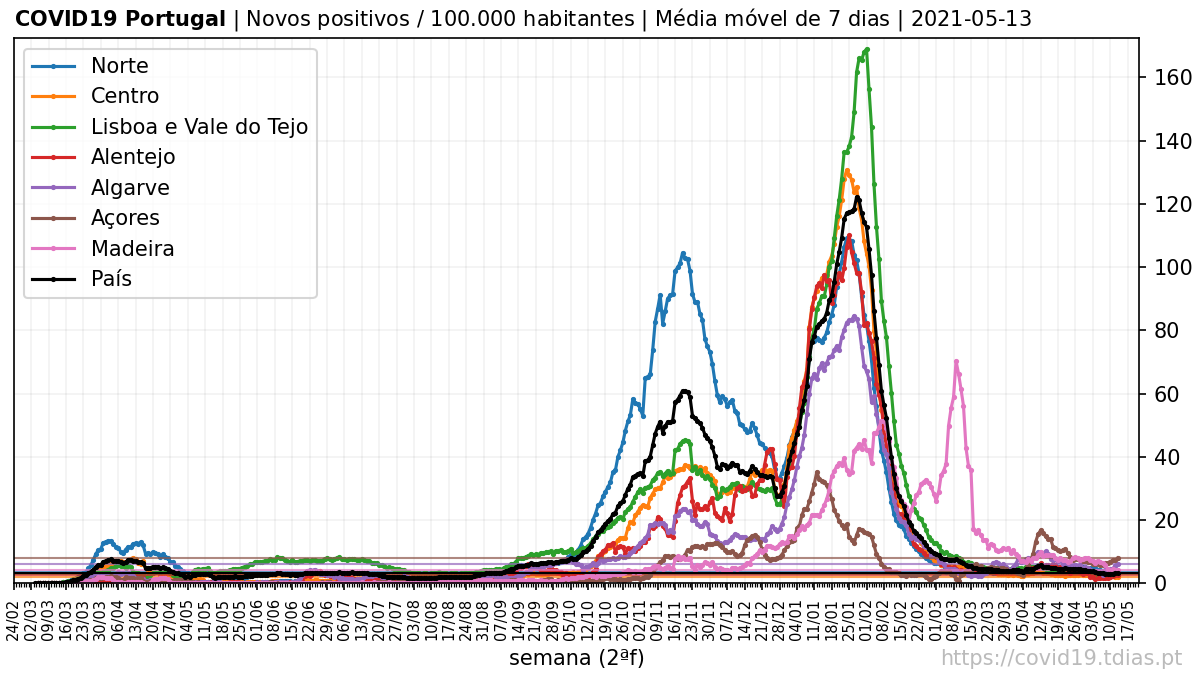 COVID19 Portugal | Novos positivos / 100.000 habitantes | Média móvel de 7 dias | 2021-05-13
Norte
Centro
Lisboa e Vale do Tejo
Alentejo
Algarve
Açores
Madeira
País
160
140
120
100
80
60
40
20
0
24/02 02/03 09/03 16/03 23/03 30/03 06/04 13/04 20/04 27/04 04/05 11/05 18/05 25/05 01/06 08/06 15/06 22/06 29/06 06/07 13/07 20/07 27/07 03/08 10/08 17/08 24/08 31/08 07/09 14/09 21/09 28/09 05/10 12/10 19/10 26/10 02/11 09/11 16/11 23/11 30/11 07/12 14/12 21/12 28/12 04/01 11/01 18/01 25/01 01/02 08/02 15/02 22/02 01/03 08/03 15/03 22/03 29/03 05/04 12/04 19/04 26/04 03/05 10/05 17/05
semana (2ªf)
https://covid19.tdias.pt